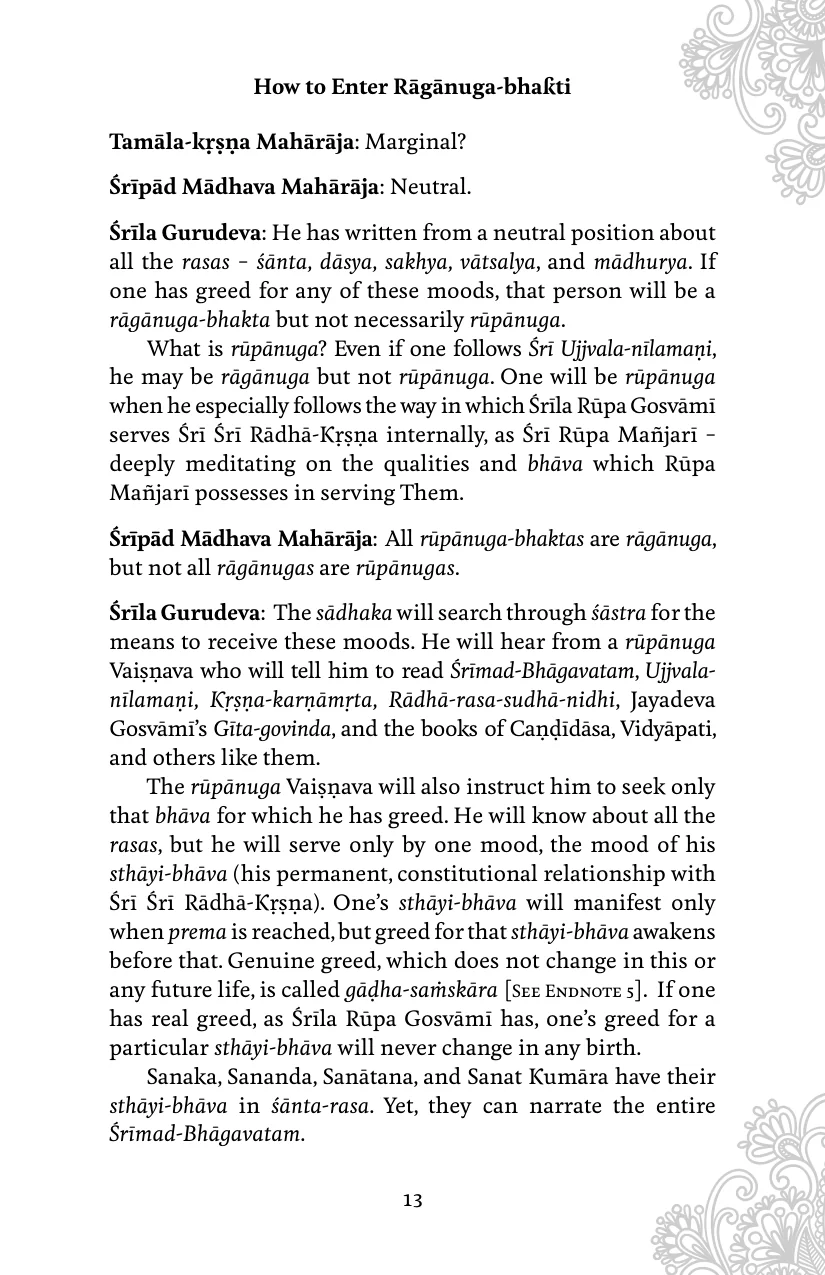 How to Enter Rāgānuga-bhakti
Tamāla-kṛṣṇa Mahārāja: Marginal?
Śrīpād Mādhava Mahārāja: Neutral.
Śrīla Gurudeva: He has written from a neutral position about
all the rasas – śānta, dāsya, sakhya, vātsalya, and mādhurya. If
one has greed for any of these moods, that person will be a
rāgānuga-bhakta but not necessarily rūpānuga.
What is rūpānuga? Even if one follows Śrī Ujjvala-nīlamaṇi,
he may be rāgānuga but not rūpānuga. One will be rūpānuga
when he especially follows the way in which Śrīla Rūpa Gosvāmī
serves Śrī Śrī Rādhā-Kṛṣṇa internally, as Śrī Rūpa Mañjarī –
deeply meditating on the qualities and bhāva which Rūpa
Mañjarī possesses in serving Them.
Śrīpād Mādhava Mahārāja: All rūpānuga-bhaktas are rāgānuga,
but not all rāgānugas are rūpānugas.
Śrīla Gurudeva: The sādhaka will search through śāstra for the
means to receive these moods. He will hear from a rūpānuga
Vaiṣṇava who will tell him to read Śrīmad-Bhāgavatam, Ujjvala-
nīlamaṇi, Kṛṣṇa-karṇāmṛta, Rādhā-rasa-sudhā-nidhi, Jayadeva
Gosvāmī’s Gīta-govinda, and the books of Caṇḍīdāsa, Vidyāpati,
and others like them.
The rūpānuga Vaiṣṇava will also instruct him to seek only
that bhāva for which he has greed. He will know about all the
rasas, but he will serve only by one mood, the mood of his
sthāyi-bhāva (his permanent, constitutional relationship with
Śrī Śrī Rādhā-Kṛṣṇa). One’s sthāyi-bhāva will manifest only
when prema is reached, but greed for that sthāyi-bhāva awakens
before that. Genuine greed, which does not change in this or
any future life, is called gāḍha-saṁskāra [See Endnote 5]. If one
has real greed, as Śrīla Rūpa Gosvāmī has, one’s greed for a
particular sthāyi-bhāva will never change in any birth.
Sanaka, Sananda, Sanātana, and Sanat Kumāra have their
sthāyi-bhāva in śānta-rasa. Yet, they can narrate the entire
Śrīmad-Bhāgavatam.
13